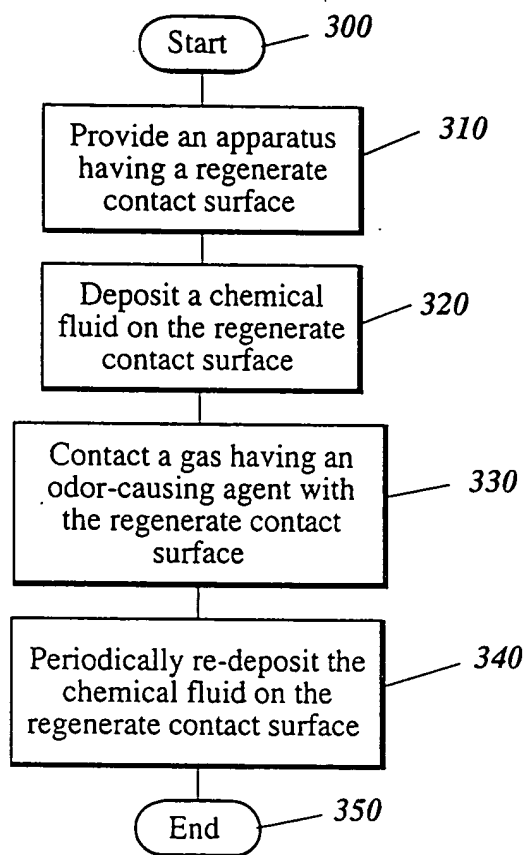 Start
300
Provide an apparatus
having a regenerate
contact surface
310
Deposit a chemical
fluid on the regenerate
contact surface
320
Contact a gas having an
odor-causing agent with
the regenerate contact
surface
330
Periodically re-deposit the
chemical fluid on the
regenerate contact surface
340
End
350